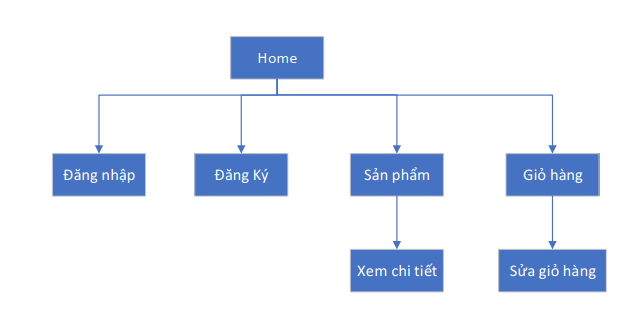 Home
Đăng nhập
Đăng Ký
Sản phẩm
Giỏ hàng
Xem chi tiết
Sửa giỏ hàng